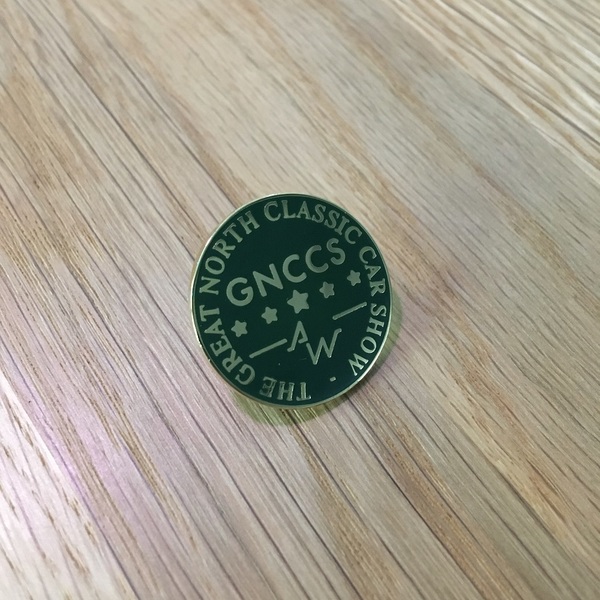 THE GREAT NORTH CLASSIC CAR SHOW
GNCCS
AW